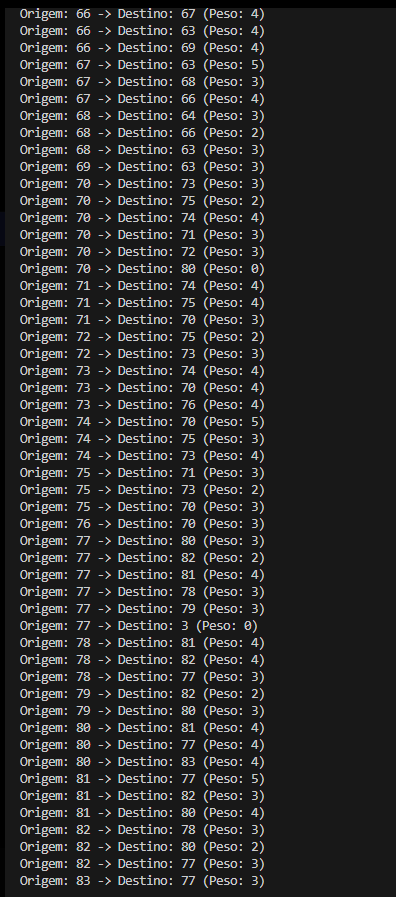 Origem: 66 -> Destino: 67 (Peso: 4)
Origem: 66 -> Destino: 63 (Peso: 4)
Origem: 66 -> Destino: 69 (Peso: 4)
Origem: 67 -> Destino: 63 (Peso: 5)
Origem: 67 -> Destino: 68 (Peso: 3)
Origem: 67 -> Destino: 66 (Peso: 4)
Origem: 68 -> Destino: 64 (Peso: 3)
Origem: 68 -> Destino: 66 (Peso: 2)
Origem: 68 -> Destino: 63 (Peso: 3)
Origem: 69 -> Destino: 63 (Peso: 3)
Origem: 70 -> Destino: 73 (Peso: 3)
Origem: 70 -> Destino: 75 (Peso: 2)
Origem: 70 -> Destino: 74 (Peso: 4)
Origem: 70 -> Destino: 71 (Peso: 3)
Origem: 70 -> Destino: 72 (Peso: 3)
Origem: 70 -> Destino: 80 (Peso: 0)
Origem: 71 -> Destino: 74 (Peso: 4)
Origem: 71 -> Destino: 75 (Peso: 4)
Origem: 71 -> Destino: 70 (Peso: 3)
Origem: 72 -> Destino: 75 (Peso: 2)
Origem: 72 -> Destino: 73 (Peso: 3)
Origem: 73 -> Destino: 74 (Peso: 4)
Origem: 73 -> Destino: 70 (Peso: 4)
Origem: 73 -> Destino: 76 (Peso: 4)
Origem: 74 -> Destino: 70 (Peso: 5)
Origem: 74 -> Destino: 75 (Peso: 3)
Origem: 74 -> Destino: 73 (Peso: 4)
Origem: 75 -> Destino: 71 (Peso: 3)
Origem: 75 -> Destino: 73 (Peso: 2)
Origem: 75 -> Destino: 70 (Peso: 3)
Origem: 76 -> Destino: 70 (Peso: 3)
Origem: 77 -> Destino: 80 (Peso: 3)
Origem: 77 -> Destino: 82 (Peso: 2)
Origem: 77 -> Destino: 81 (Peso: 4)
Origem: 77 -> Destino: 78 (Peso: 3)
Origem: 77 -> Destino: 79 (Peso: 3)
Origem: 77 -> Destino: 3 (Peso: 0)
Origem: 78 -> Destino: 81 (Peso: 4)
Origem: 78 -> Destino: 82 (Peso: 4)
Origem: 78 -> Destino: 77 (Peso: 3)
Origem: 79 -> Destino: 82 (Peso: 2)
Origem: 79 -> Destino: 80 (Peso: 3)
Origem: 80 -> Destino: 81 (Peso: 4)
Origem: 80 -> Destino: 77 (Peso: 4)
Origem: 80 -> Destino: 83 (Peso: 4)
Origem: 81 -> Destino: 77 (Peso: 5)
Origem: 81 -> Destino: 82 (Peso: 3)
Origem: 81 -> Destino: 80 (Peso: 4)
Origem: 82 -> Destino: 78 (Peso: 3)
Origem: 82 -> Destino: 80 (Peso: 2)
Origem: 82 -> Destino: 77 (Peso: 3)
Origem: 83 -> Destino: 77 (Peso: 3)